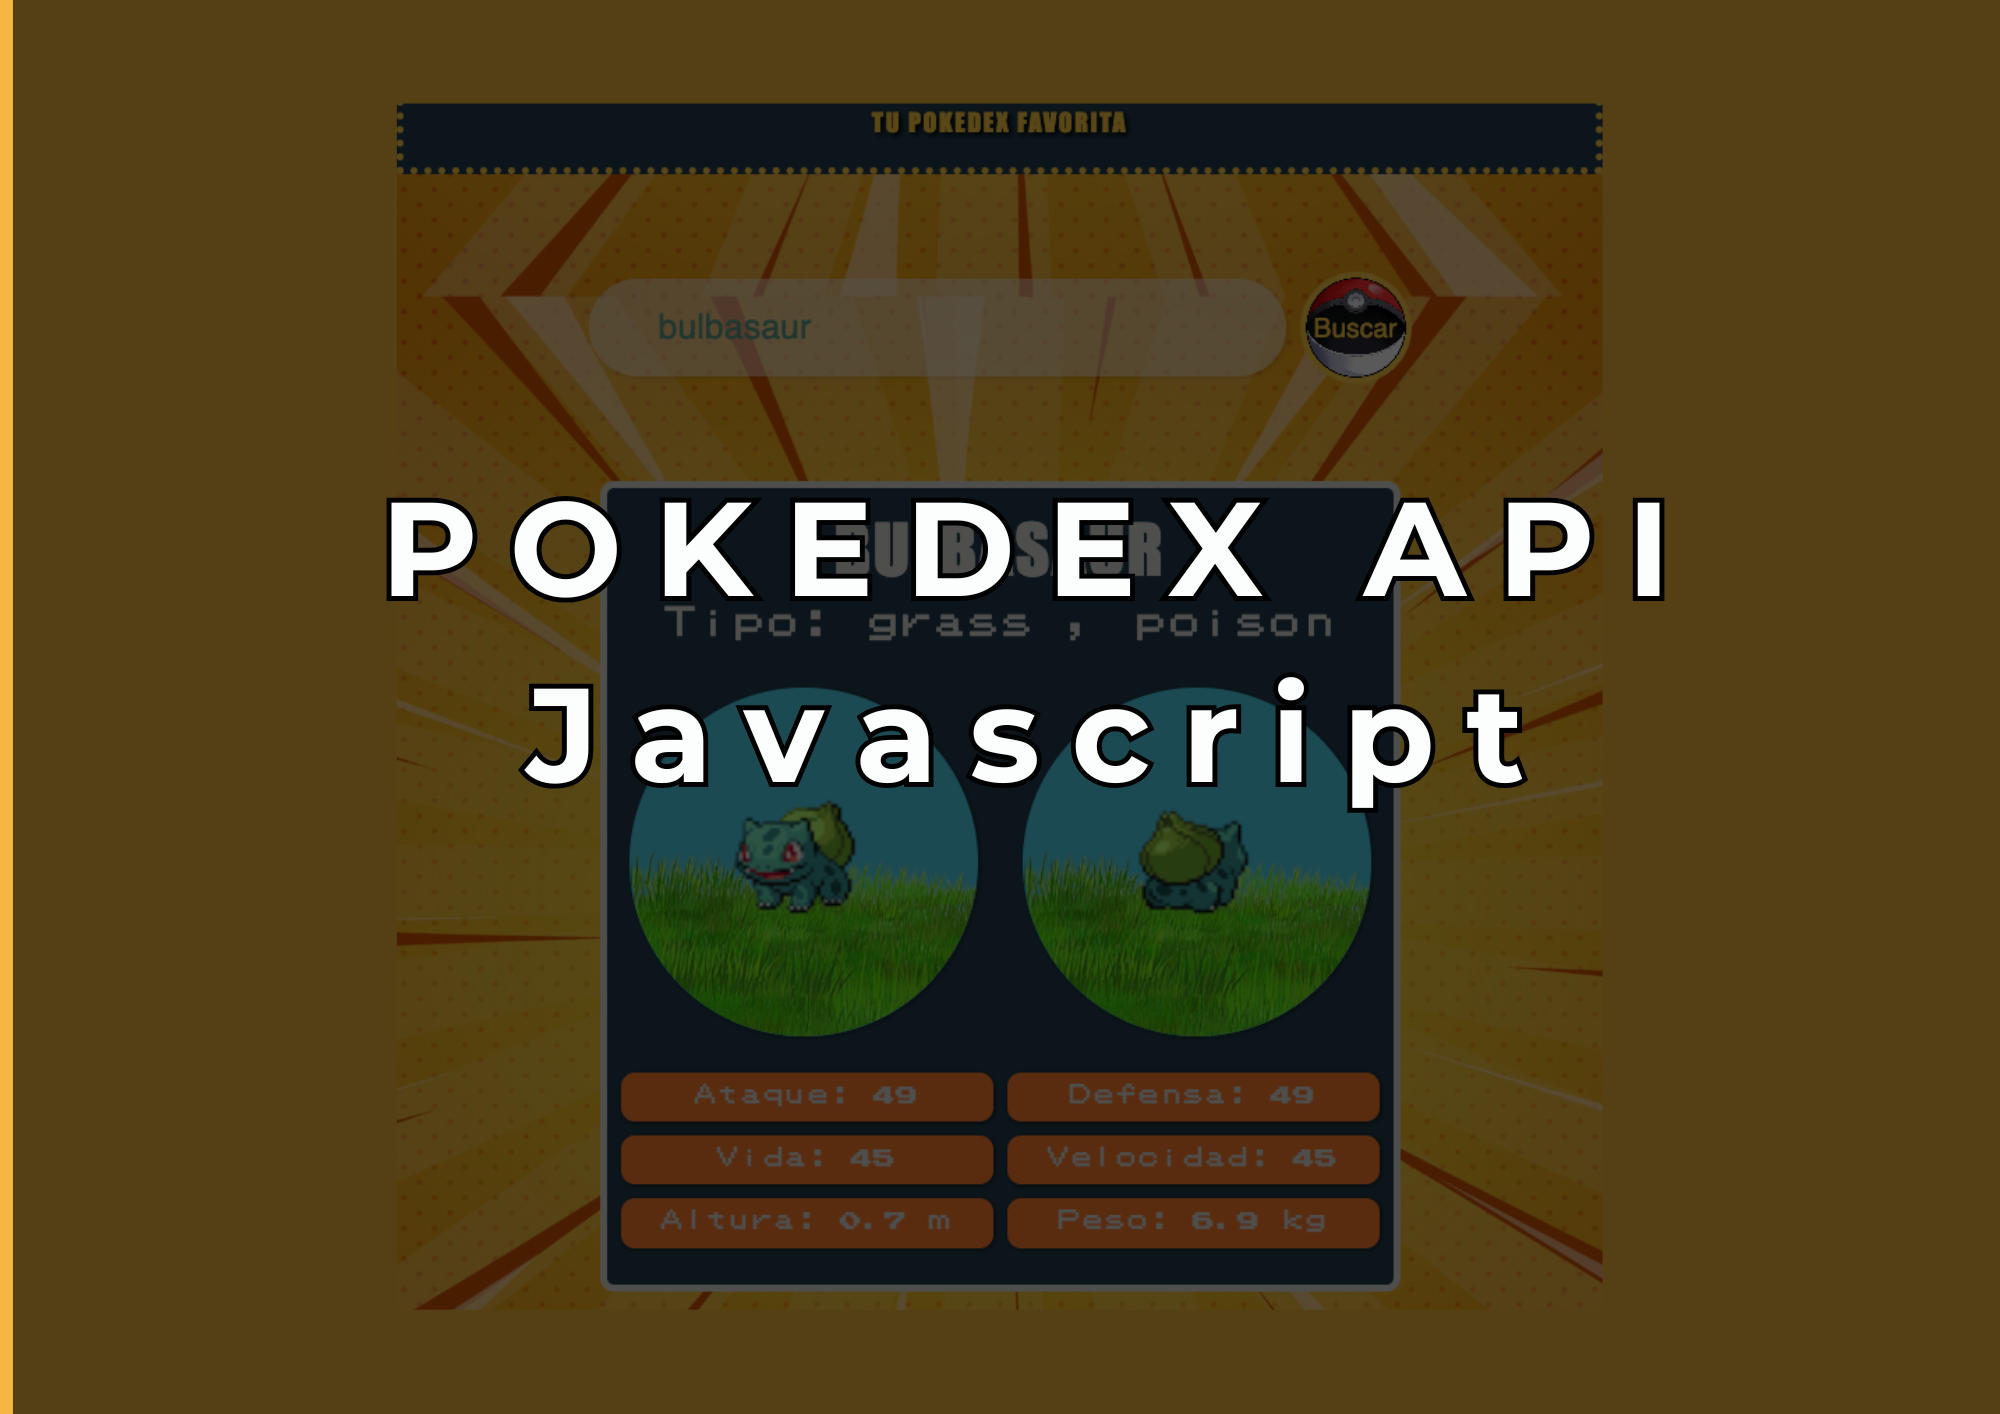 TU POKEDEX FAVORITA
bulbasaur
Buscar
POKEDEX API
BULBASAUR
Tipo: grass , poison
Javascript
Ataque: 49
Defensa: 49
Vida: 45
Velocidad: 45
Altura: 0.7 m
Peso: 6.9 kg